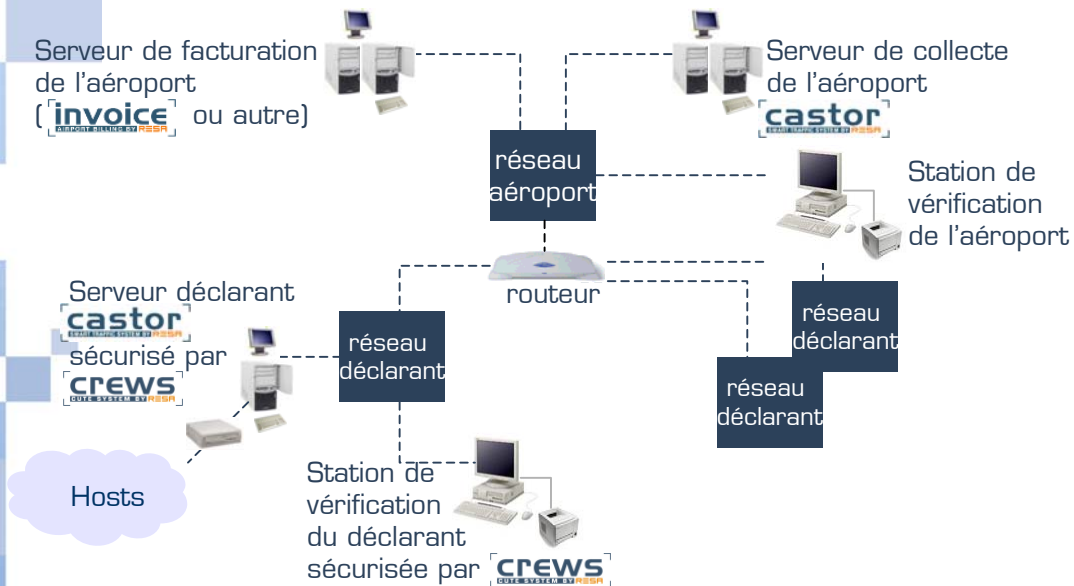 Serveur de facturation
de l'aéroport
( invoice ou autre)
AIRPORT BILLING BY RESA
Serveur de collecte
de l'aéroport
castor
SMART TRAFFIC SYSTEM BY RESA
réseau
aéroport
Station de
vérification
de l'aéroport
routeur
Serveur déclarant
castor
SMART TRAFFIC SYSTEM BY RESA
sécurisé par
crews
CUTE SYSTEM BY RESA
réseau
déclarant
réseau
déclarant
réseau
déclarant
Hosts
Station de
vérification
du déclarant
sécurisée par crews
CUTE SYSTEM BY RESA